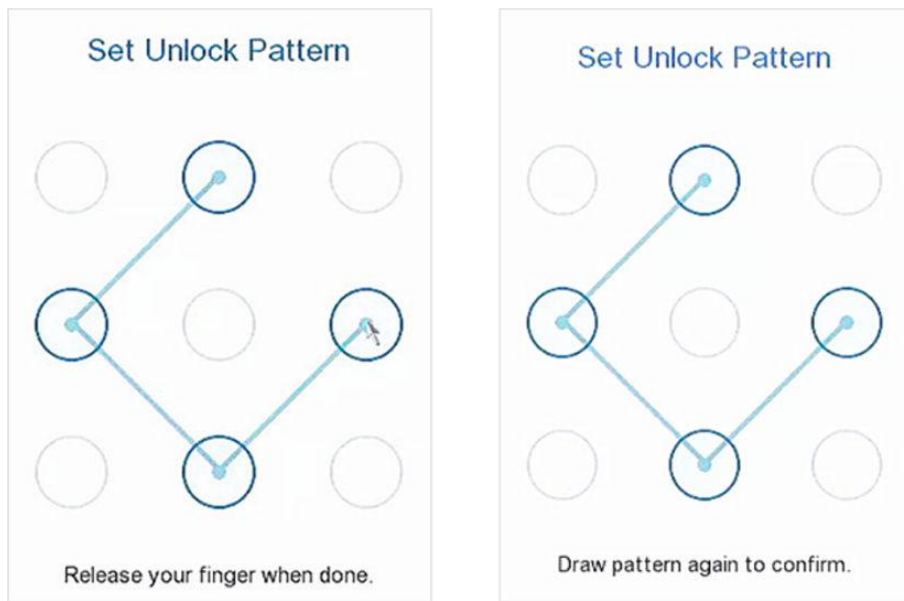 Set Unlock Pattern
Release your finger when done.
Set Unlock Pattern
Draw pattern again to confirm.